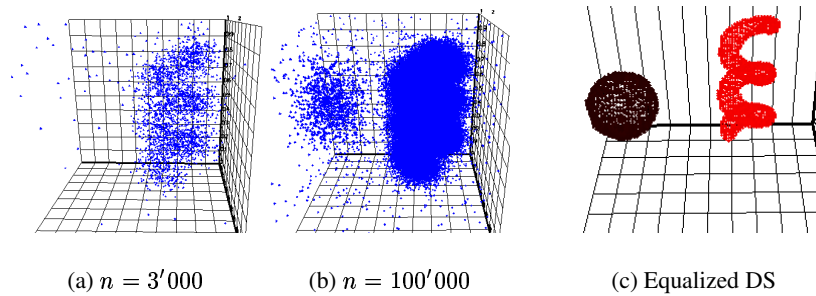 (a) n = 3′000
(b) n = 100′000
(c) Equalized DS